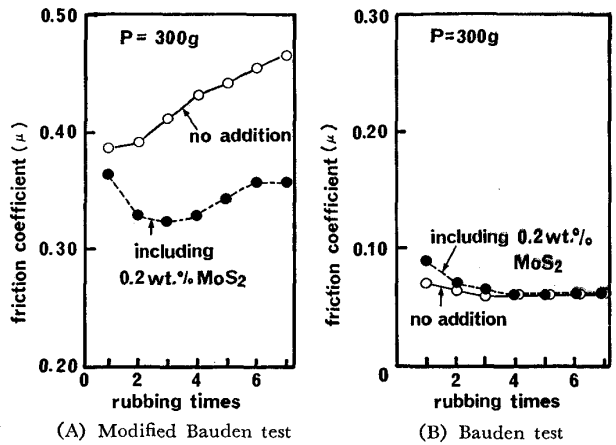 0.50
P = 300g
0.40
no addition
0.30
including
0.2 wt.% MoS2
0.20
friction coefficient (μ)
0 2 4 6
rubbing times
(A) Modified Bauden test
0.30
P=300g
0.20
including 0.2 wt.%
MoS2
0.10
no addition
0
friction coefficient (μ)
0 2 4 6
rubbing times
(B) Bauden test